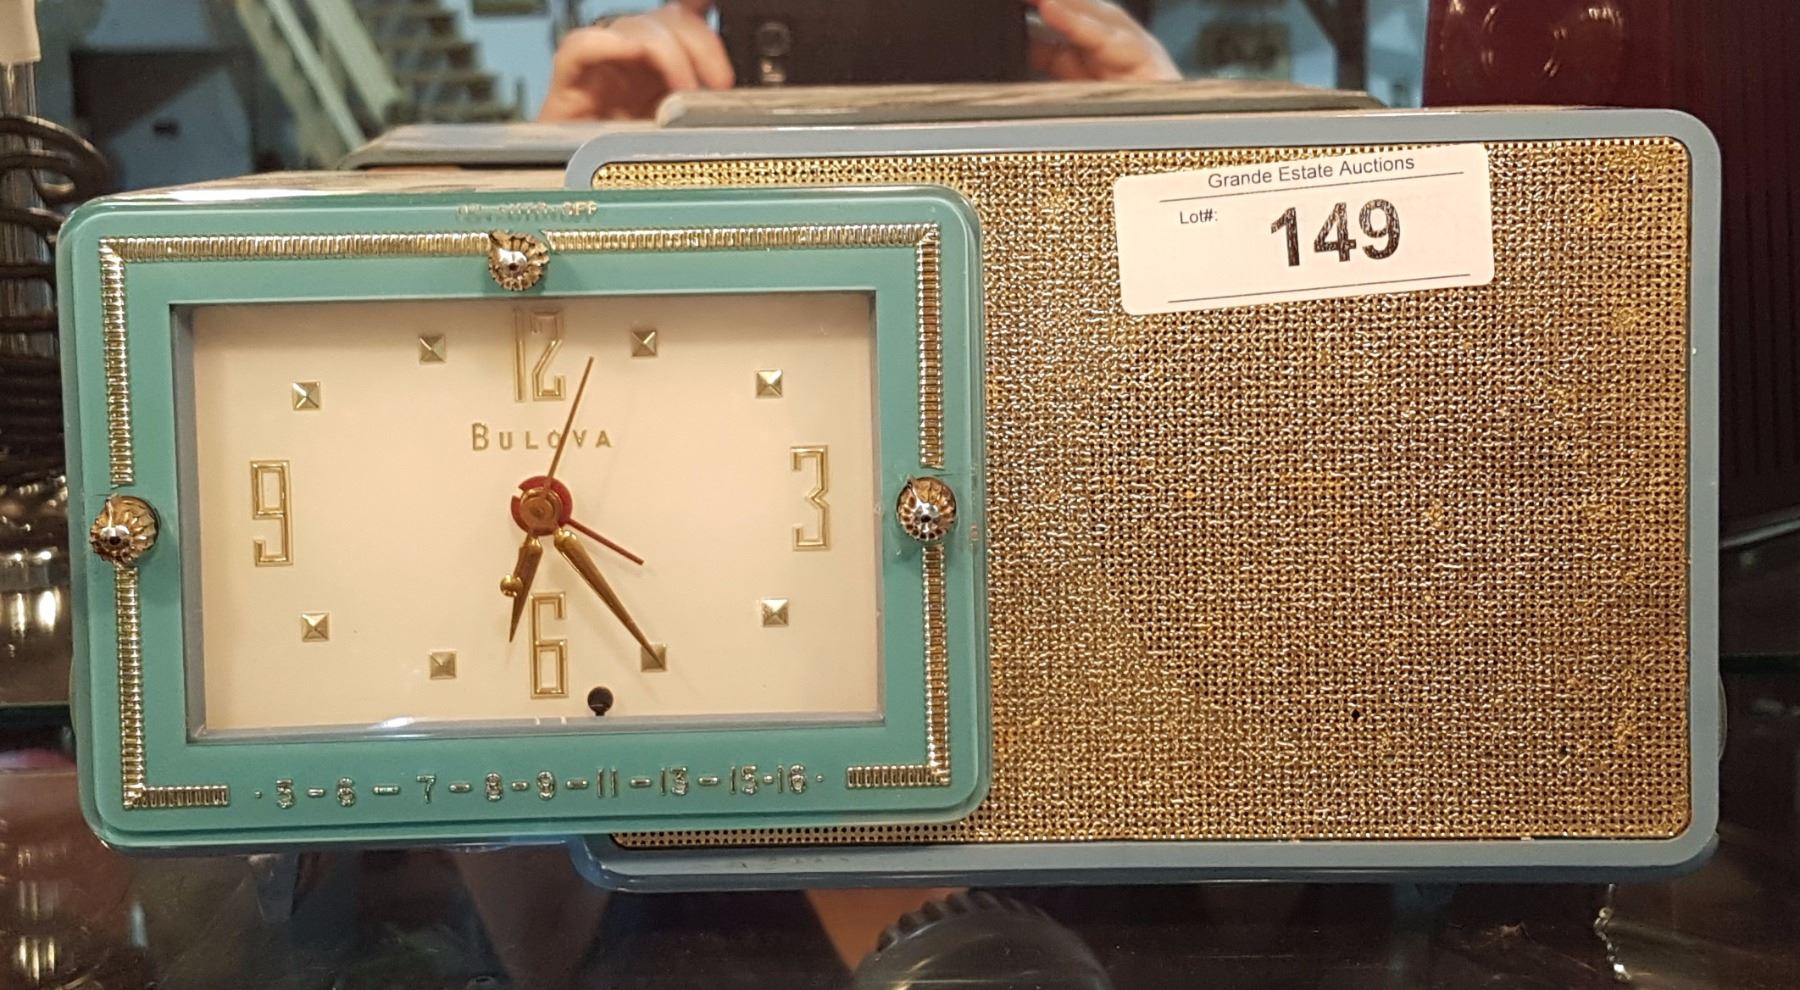 Grande Estate Auctions
Lot#: 149
12
BULOVA
9 3
6
· 5 - 6 - 7 - 8 - 9 - 11 - 13 - 15 - 16 ·